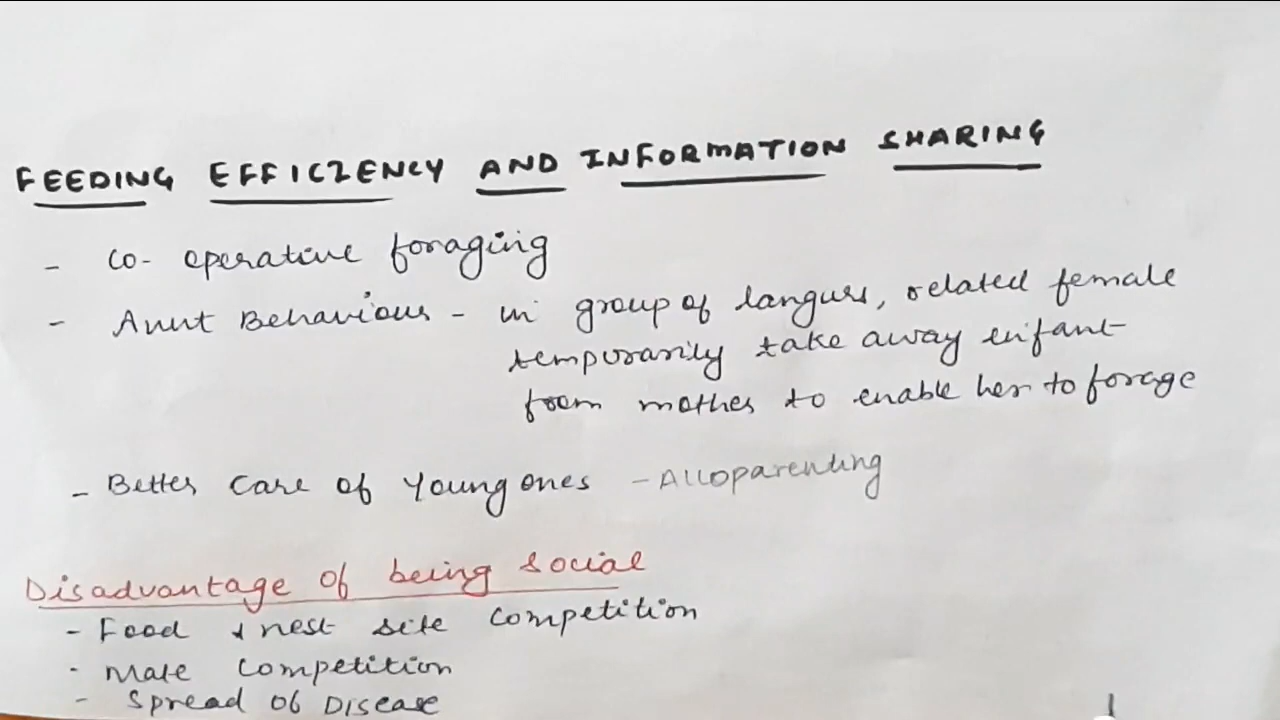 FEEDING EFFICIENCY AND INFORMATION SHARING
- Co-operative foraging
- Aunt Behaviour - in group of langurs, related female
temporarily take away infant
from mother to enable her to forage
- Better care of young ones - Alloparenting
Disadvantage of being social
- Food & nest site competition
- Mate competition
- Spread of Disease